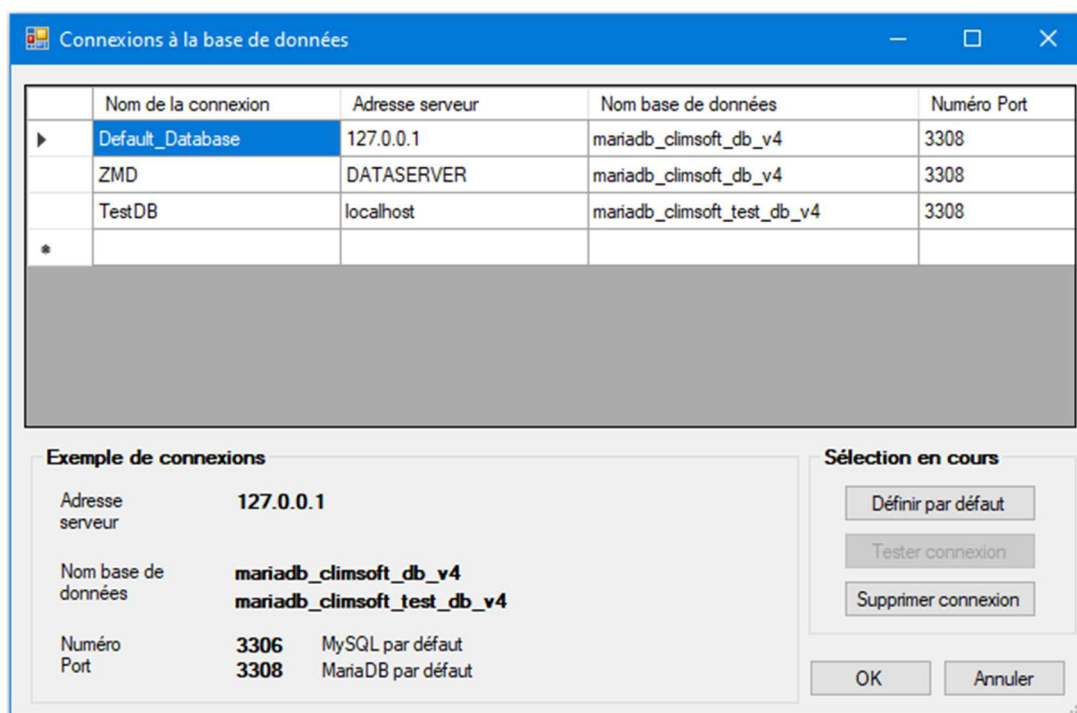 Connexions à la base de données
Nom de la connexion Adresse serveur Nom base de données Numéro Port
Default_Database 127.0.0.1 mariadb_climsoft_db_v4 3308
ZMD DATASERVER mariadb_climsoft_db_v4 3308
TestDB localhost mariadb_climsoft_test_db_v4 3308
Exemple de connexions
Adresse
serveur
127.0.0.1
Nom base de
données
mariadb_climsoft_db_v4
mariadb_climsoft_test_db_v4
Numéro
Port
3306 MySQL par défaut
3308 MariaDB par défaut
Sélection en cours
Définir par défaut
Tester connexion
Supprimer connexion
OK Annuler